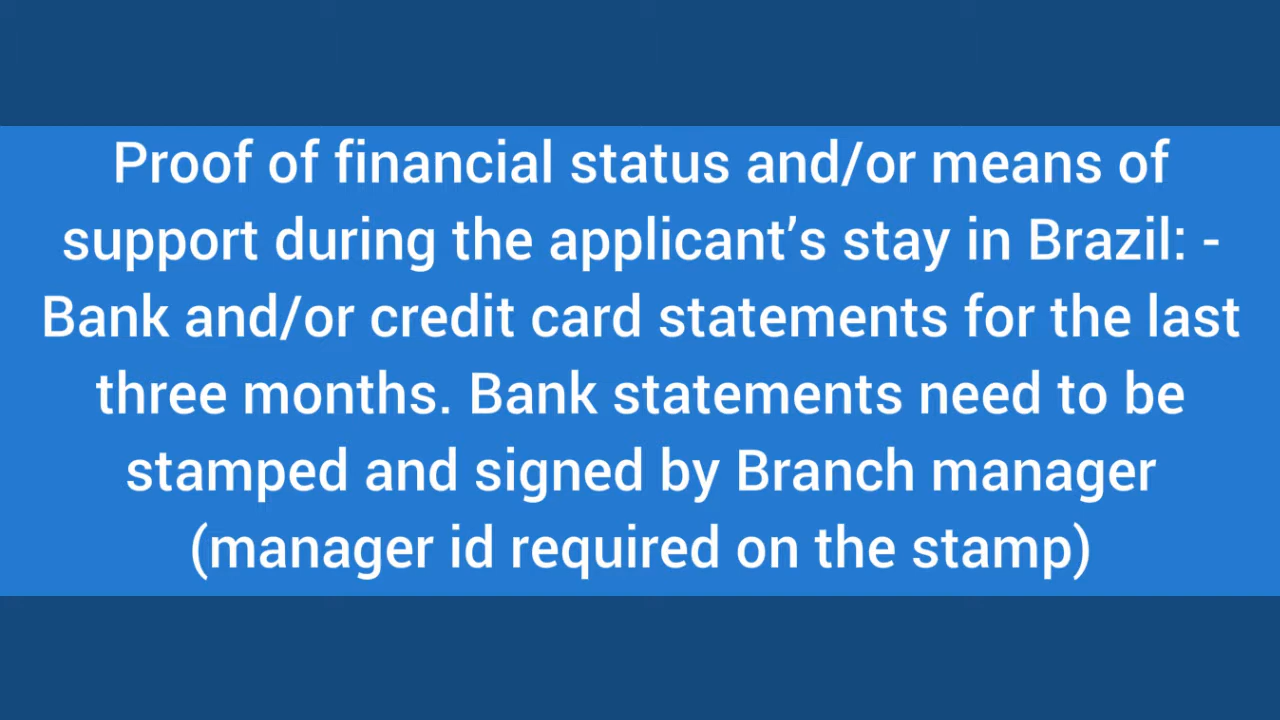 Proof of financial status and/or means of
support during the applicant’s stay in Brazil: -
Bank and/or credit card statements for the last
three months. Bank statements need to be
stamped and signed by Branch manager
(manager id required on the stamp)